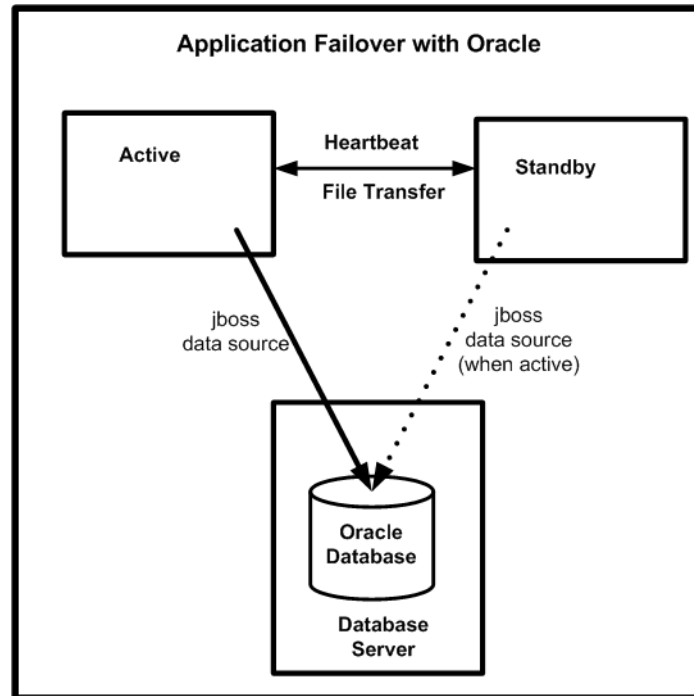 Application Failover with Oracle
Active
Heartbeat
File Transfer
Standby
jboss
data source
jboss
data source
(when active)
Oracle
Database
Database
Server